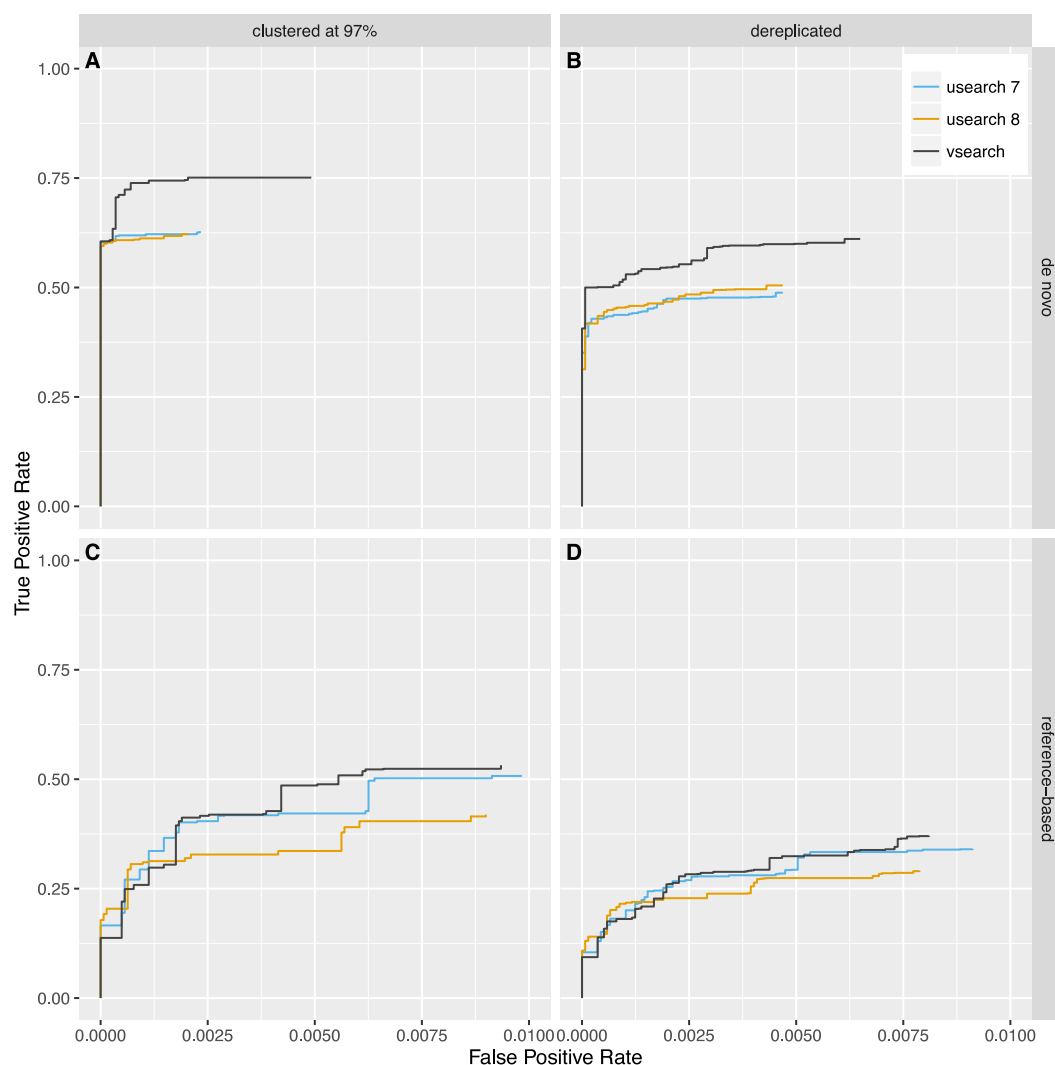 clustered at 97%
dereplicated
A
B
usearch 7
usearch 8
vsearch
1.00
0.75
0.50
0.25
0.00
de novo
True Positive Rate
C
D
1.00
0.75
0.50
0.25
0.00
reference−based
0.0000
0.0025
0.0050
0.0075
0.0100
0.0000
0.0025
0.0050
0.0075
0.0100
False Positive Rate